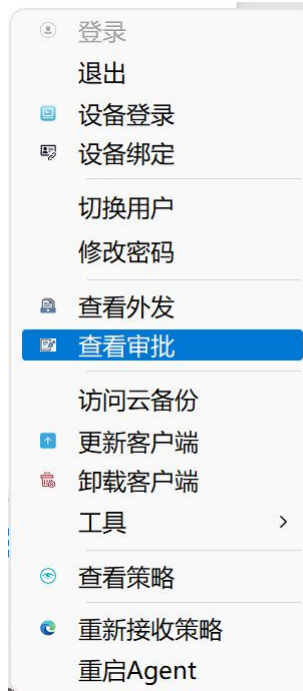 登录
退出
设备登录
设备绑定
切换用户
修改密码
查看外发
查看审批
访问云备份
更新客户端
卸载客户端
工具
查看策略
重新接收策略
重启Agent